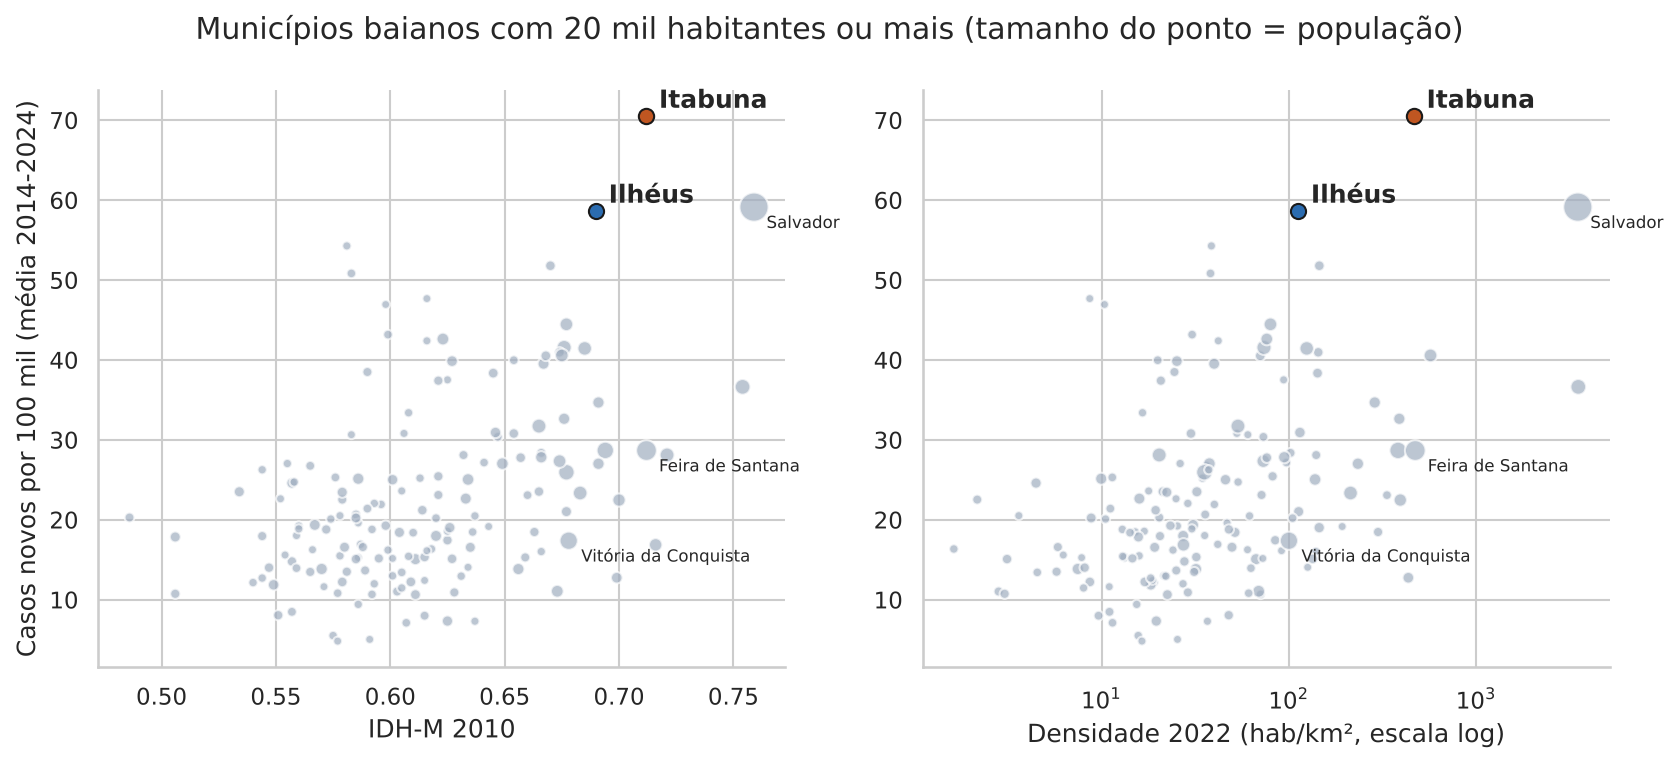 Municípios baianos com 20 mil habitantes ou mais (tamanho do ponto = população)
Casos novos por 100 mil (média 2014-2024)
70
60
50
40
30
20
10
Itabuna
Ilhéus
Salvador
Feira de Santana
Vitória da Conquista
0.50 0.55 0.60 0.65 0.70 0.75
IDH-M 2010
70
60
50
40
30
20
10
Itabuna
Ilhéus
Salvador
Feira de Santana
Vitória da Conquista
10¹ 10² 10³
Densidade 2022 (hab/km², escala log)